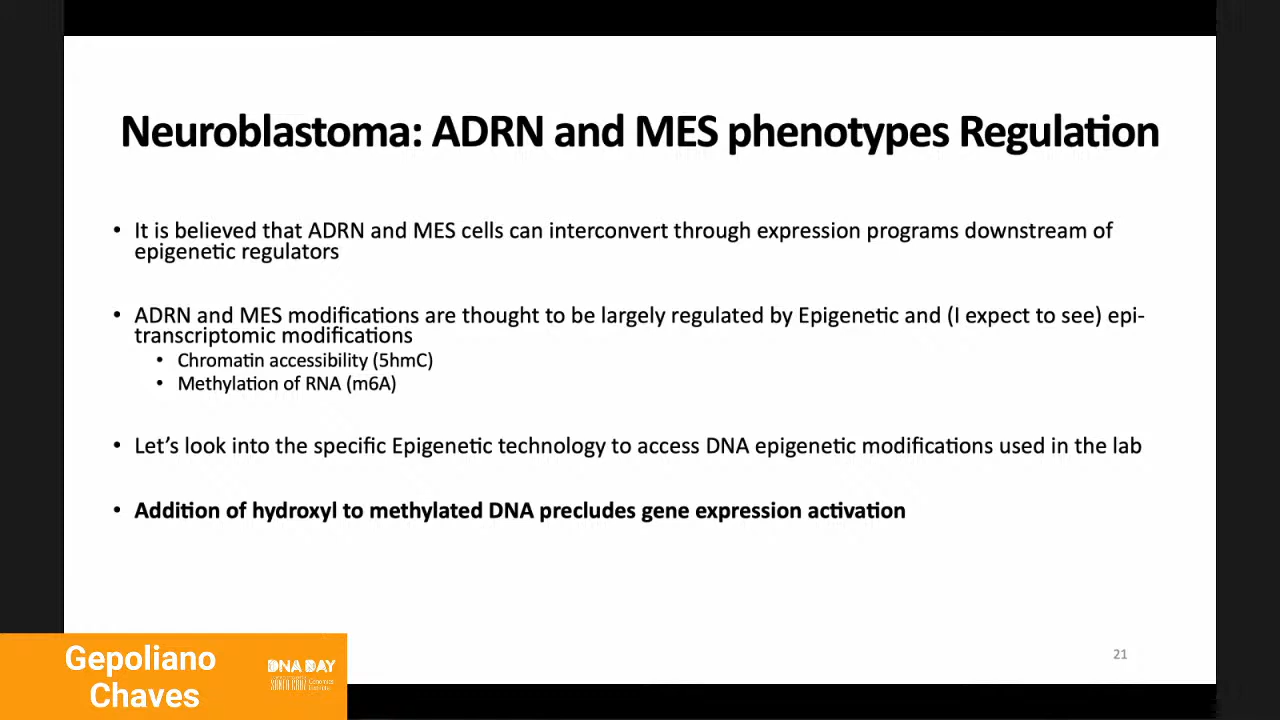 Neuroblastoma: ADRN and MES phenotypes Regulation
• It is believed that ADRN and MES cells can interconvert through expression programs downstream of
epigenetic regulators
• ADRN and MES modifications are thought to be largely regulated by Epigenetic and (I expect to see) epi-
transcriptomic modifications
• Chromatin accessibility (5hmC)
• Methylation of RNA (m6A)
• Let’s look into the specific Epigenetic technology to access DNA epigenetic modifications used in the lab
• Addition of hydroxyl to methylated DNA precludes gene expression activation
21
Gepoliano
Chaves
DNA DAY
SANTA CRUZ Genomics Institute